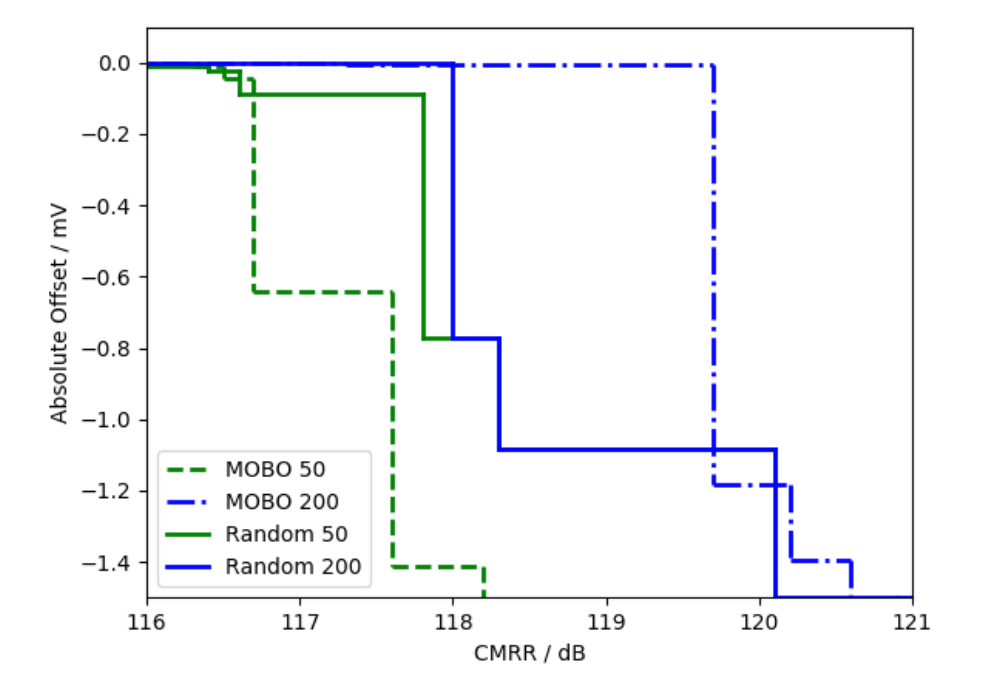 0.0
−0.2
−0.4
−0.6
−0.8
−1.0
−1.2
−1.4
Absolute Offset / mV
MOBO 50
MOBO 200
Random 50
Random 200
116 117 118 119 120 121
CMRR / dB